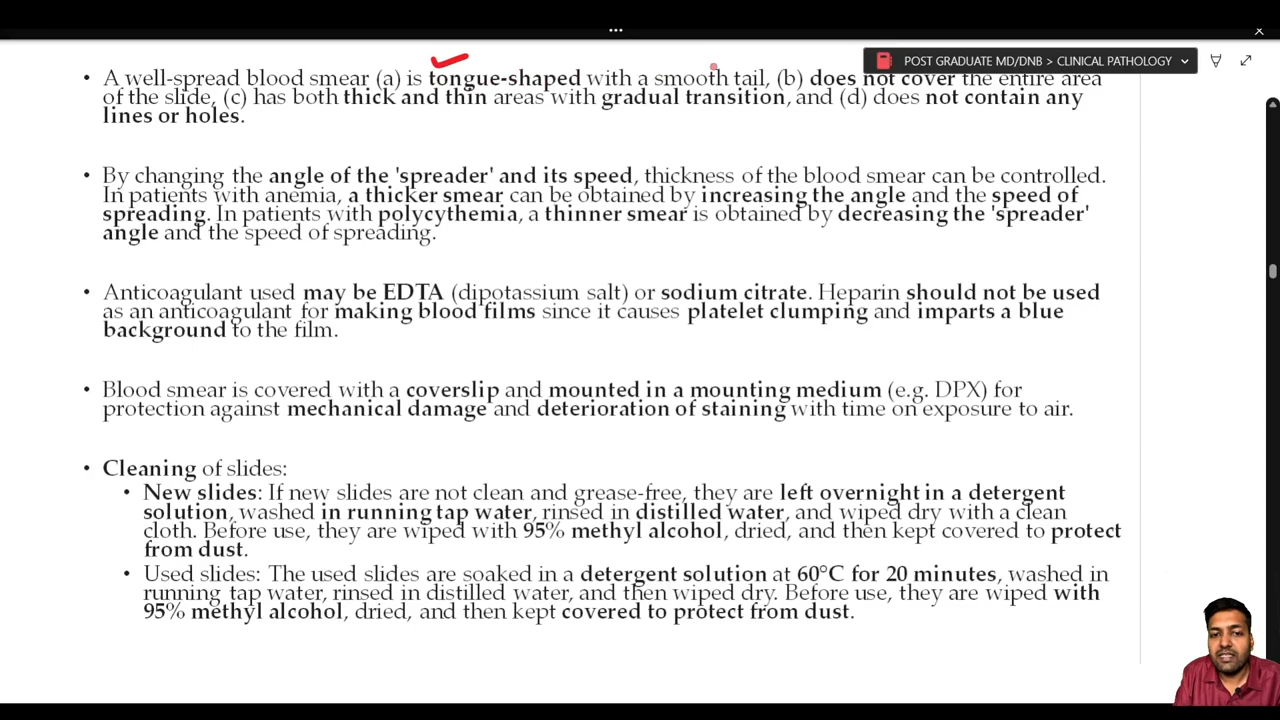 ...
POST GRADUATE MD/DNB > CLINICAL PATHOLOGY
• A well-spread blood smear (a) is tongue-shaped with a smooth tail, (b) does not cover the entire area
of the slide, (c) has both thick and thin areas with gradual transition, and (d) does not contain any
lines or holes.
• By changing the angle of the 'spreader' and its speed, thickness of the blood smear can be controlled.
In patients with anemia, a thicker smear can be obtained by increasing the angle and the speed of
spreading. In patients with polycythemia, a thinner smear is obtained by decreasing the 'spreader'
angle and the speed of spreading.
• Anticoagulant used may be EDTA (dipotassium salt) or sodium citrate. Heparin should not be used
as an anticoagulant for making blood films since it causes platelet clumping and imparts a blue
background to the film.
• Blood smear is covered with a coverslip and mounted in a mounting medium (e.g. DPX) for
protection against mechanical damage and deterioration of staining with time on exposure to air.
• Cleaning of slides:
• New slides: If new slides are not clean and grease-free, they are left overnight in a detergent
solution, washed in running tap water, rinsed in distilled water, and wiped dry with a clean
cloth. Before use, they are wiped with 95% methyl alcohol, dried, and then kept covered to protect
from dust.
• Used slides: The used slides are soaked in a detergent solution at 60°C for 20 minutes, washed in
running tap water, rinsed in distilled water, and then wiped dry. Before use, they are wiped with
95% methyl alcohol, dried, and then kept covered to protect from dust.